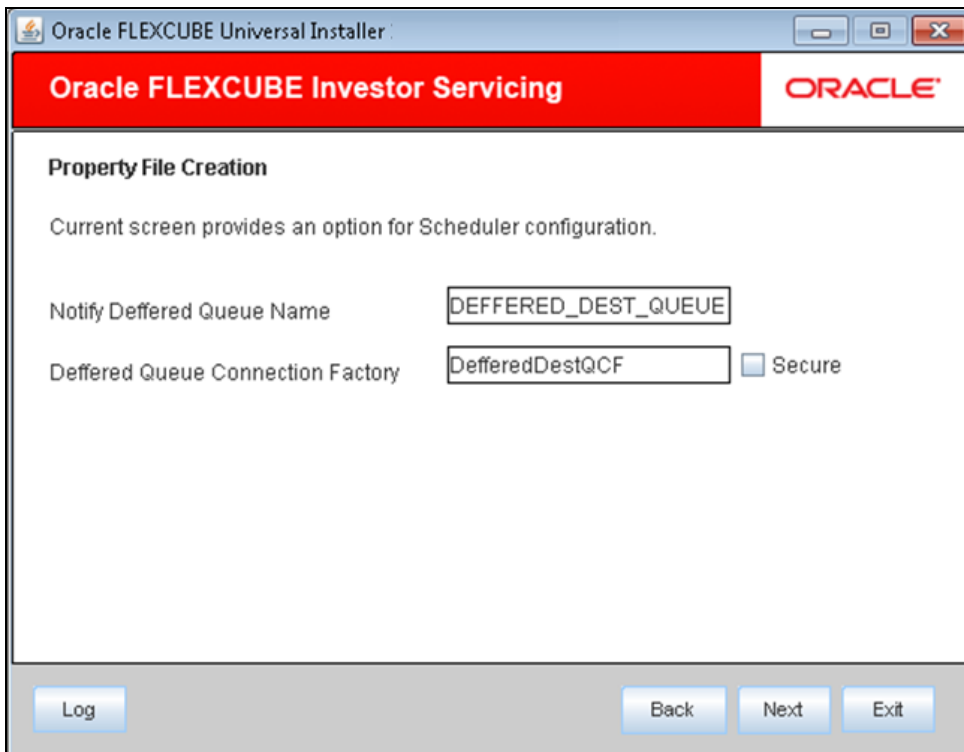 Oracle FLEXCUBE Universal Installer
Oracle FLEXCUBE Investor Servicing
ORACLE
Property File Creation
Current screen provides an option for Scheduler configuration.
Notify Deffered Queue Name
DEFFERED_DEST_QUEUE
Deffered Queue Connection Factory
DefferedDestQCF
Secure
Log
Back
Next
Exit